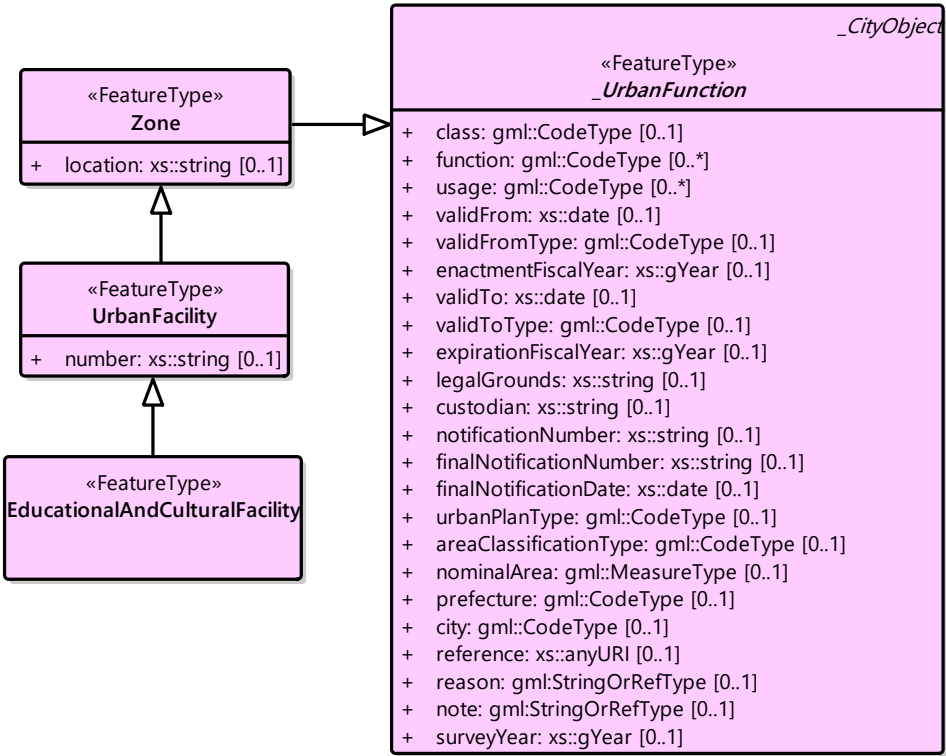 «FeatureType»
Zone
+ location: xs::string [0..1]
«FeatureType»
UrbanFacility
+ number: xs::string [0..1]
«FeatureType»
EducationalAndCulturalFacility
_CityObject
«FeatureType»
_UrbanFunction
+ class: gml::CodeType [0..1]
+ function: gml::CodeType [0..*]
+ usage: gml::CodeType [0..*]
+ validFrom: xs::date [0..1]
+ validFromType: gml::CodeType [0..1]
+ enactmentFiscalYear: xs::gYear [0..1]
+ validTo: xs::date [0..1]
+ validToType: gml::CodeType [0..1]
+ expirationFiscalYear: xs::gYear [0..1]
+ legalGrounds: xs::string [0..1]
+ custodian: xs::string [0..1]
+ notificationNumber: xs::string [0..1]
+ finalNotificationNumber: xs::string [0..1]
+ finalNotificationDate: xs::date [0..1]
+ urbanPlanType: gml::CodeType [0..1]
+ areaClassificationType: gml::CodeType [0..1]
+ nominalArea: gml::MeasureType [0..1]
+ prefecture: gml::CodeType [0..1]
+ city: gml::CodeType [0..1]
+ reference: xs::anyURI [0..1]
+ reason: gml:StringOrRefType [0..1]
+ note: gml:StringOrRefType [0..1]
+ surveyYear: xs::gYear [0..1]